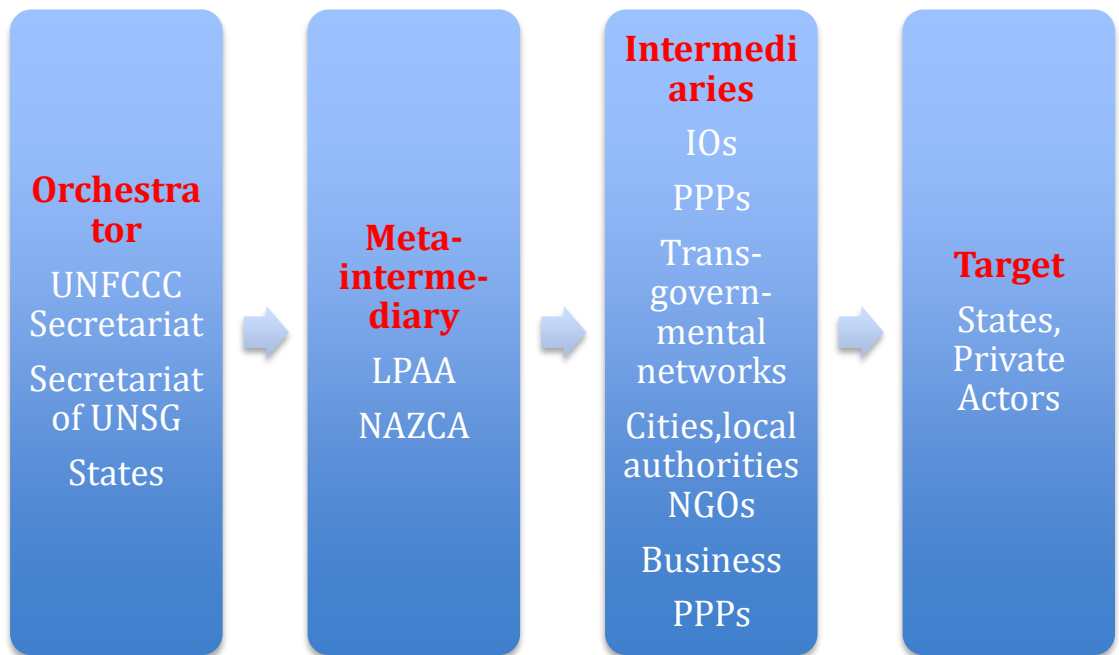 Orchestra
tor
UNFCCC
Secretariat
Secretariat
of UNSG
States
Meta-
interme-
diary
LPAA
NAZCA
Intermedi
aries
IOs
PPPs
Trans-
govern-
mental
networks
Cities,local
authorities
NGOs
Business
PPPs
Target
States,
Private
Actors